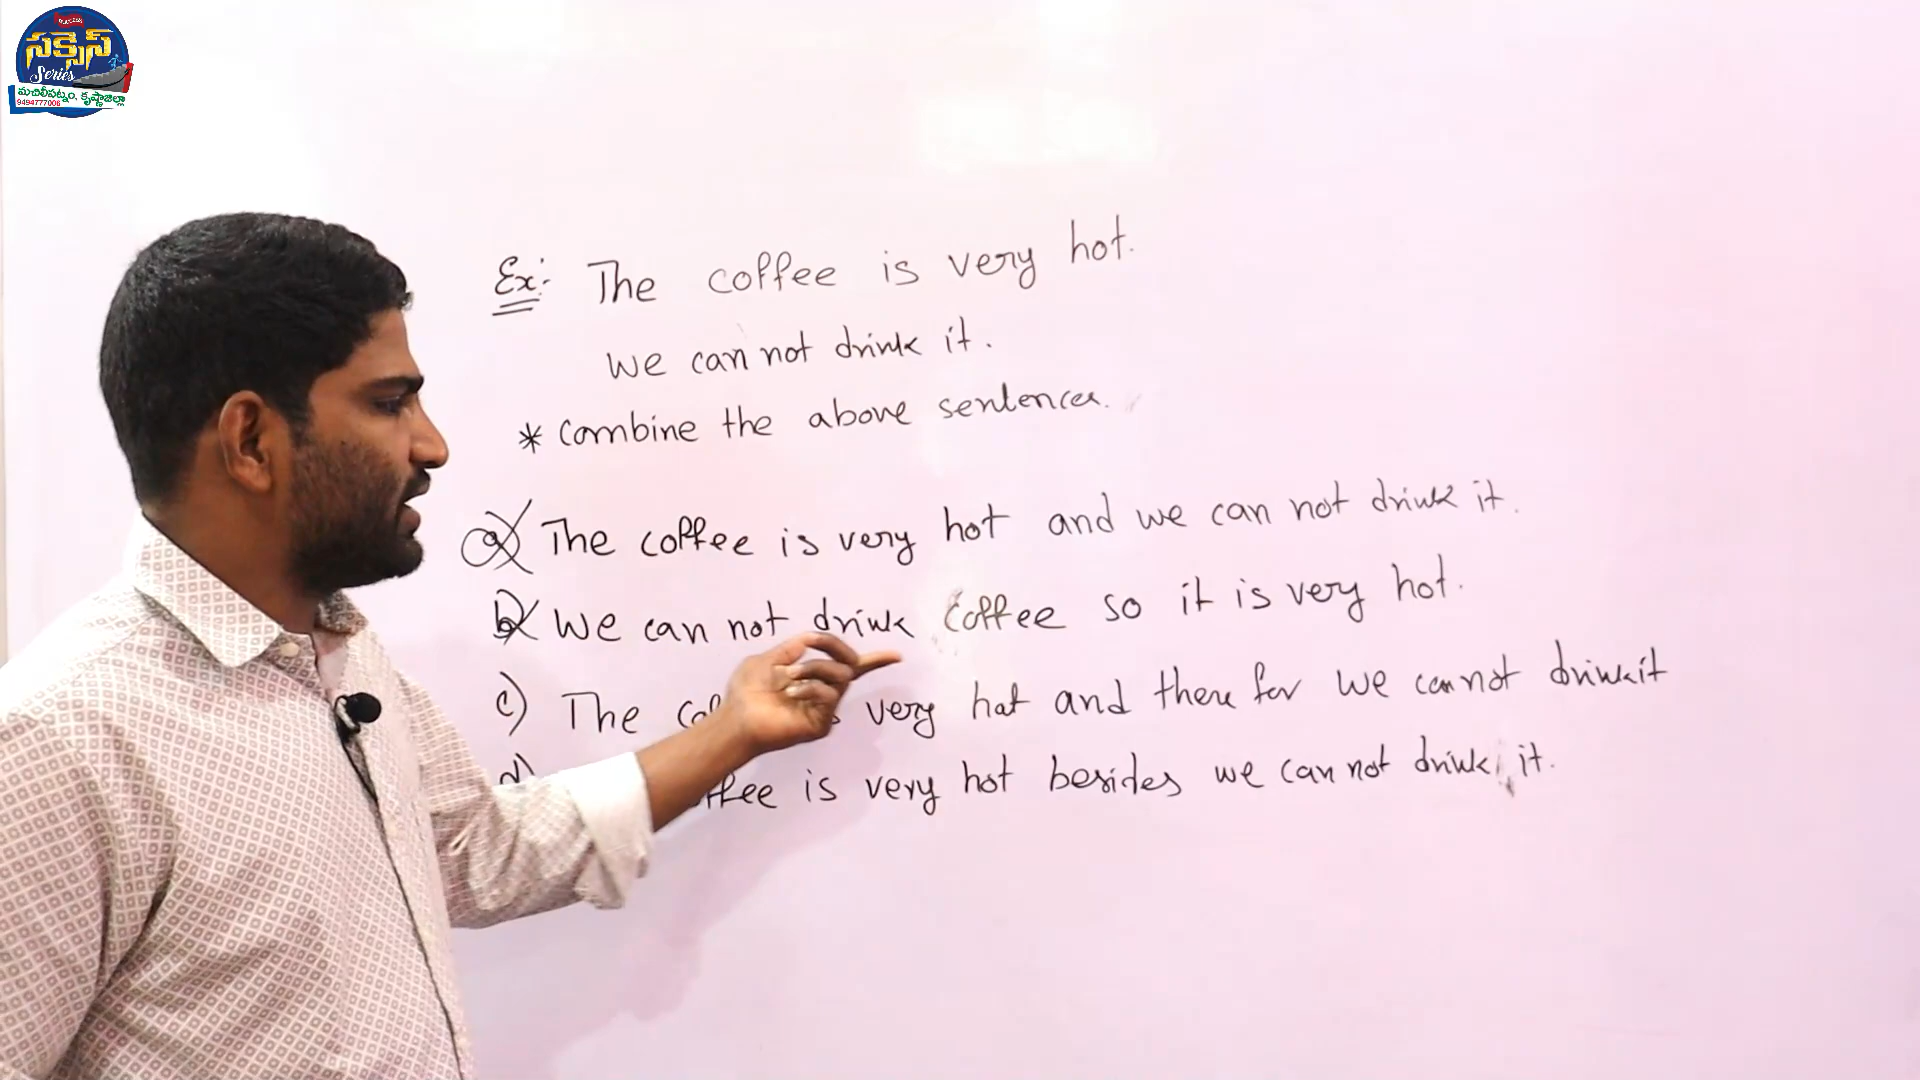 SUCCESS
సక్సెస్
Series
మచిలీపట్నం, కృష్ణాజిల్లా
9494777006
Ex:- The coffee is very hot.
we can not drink it.
* combine the above sentences.
a) The coffee is very hot and we can not drink it.
b) we can not drink coffee so it is very hot.
c) The very hot and there for we can not drink it
d) is very hot besides we can not drink it.